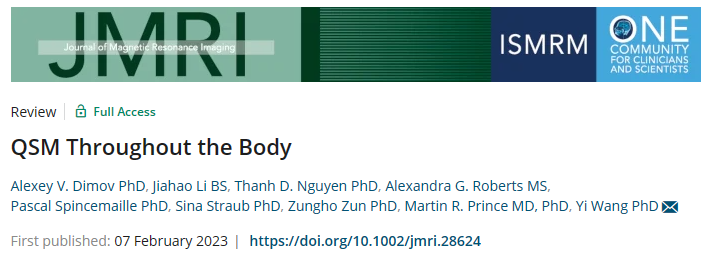 JMRI
Journal of Magnetic Resonance Imaging
ISMRM
ONE
COMMUNITY
FOR CLINICIANS
AND SCIENTISTS
Review
Full Access
QSM Throughout the Body
Alexey V. Dimov PhD, Jiahao Li BS, Thanh D. Nguyen PhD, Alexandra G. Roberts MS,
Pascal Spincemaille PhD, Sina Straub PhD, Zungho Zun PhD, Martin R. Prince MD, PhD, Yi Wang PhD
First published: 07 February 2023 | https://doi.org/10.1002/jmri.28624